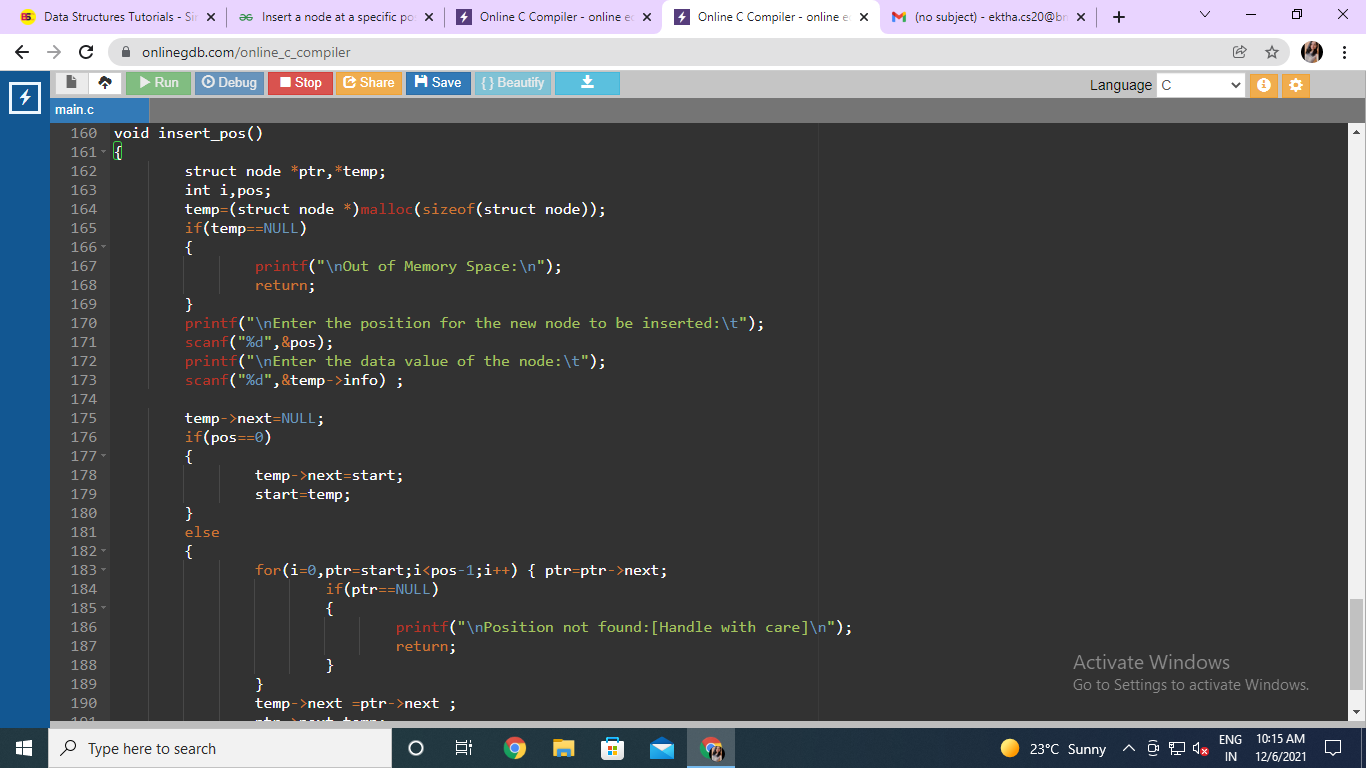 Data Structures Tutorials - Sin
Insert a node at a specific po
Online C Compiler - online e
Online C Compiler - online e
(no subject) - ektha.cs20@bm
onlinegdb.com/online_c_compiler
Run Debug Stop Share Save { } Beautify
Language C
main.c
160 void insert_pos()
161 {
162 struct node *ptr,*temp;
163 int i,pos;
164 temp=(struct node *)malloc(sizeof(struct node));
165 if(temp==NULL)
166 {
167 printf("\nOut of Memory Space:\n");
168 return;
169 }
170 printf("\nEnter the position for the new node to be inserted:\t");
171 scanf("%d",&pos);
172 printf("\nEnter the data value of the node:\t");
173 scanf("%d",&temp->info) ;
174
175 temp->next=NULL;
176 if(pos==0)
177 {
178 temp->next=start;
179 start=temp;
180 }
181 else
182 {
183 for(i=0,ptr=start;i<pos-1;i++) { ptr=ptr->next;
184 if(ptr==NULL)
185 {
186 printf("\nPosition not found:[Handle with care]\n");
187 return;
188 }
189 }
190 temp->next =ptr->next ;
191 ptr->next=temp;
Activate Windows
Go to Settings to activate Windows.
Type here to search
23°C Sunny
ENG
IN
10:15 AM
12/6/2021